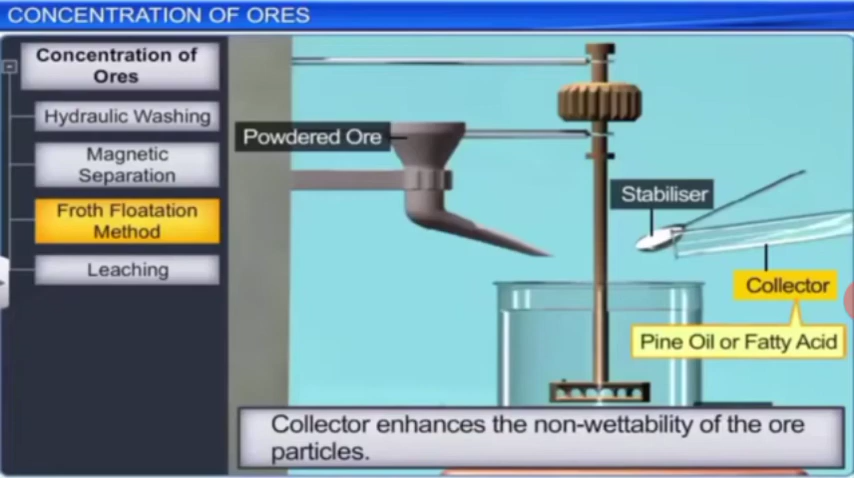 CONCENTRATION OF ORES
Concentration of
Ores
Hydraulic Washing
Magnetic
Separation
Froth Floatation
Method
Leaching
Powdered Ore
Stabiliser
Collector
Pine Oil or Fatty Acid
Collector enhances the non-wettability of the ore
particles.